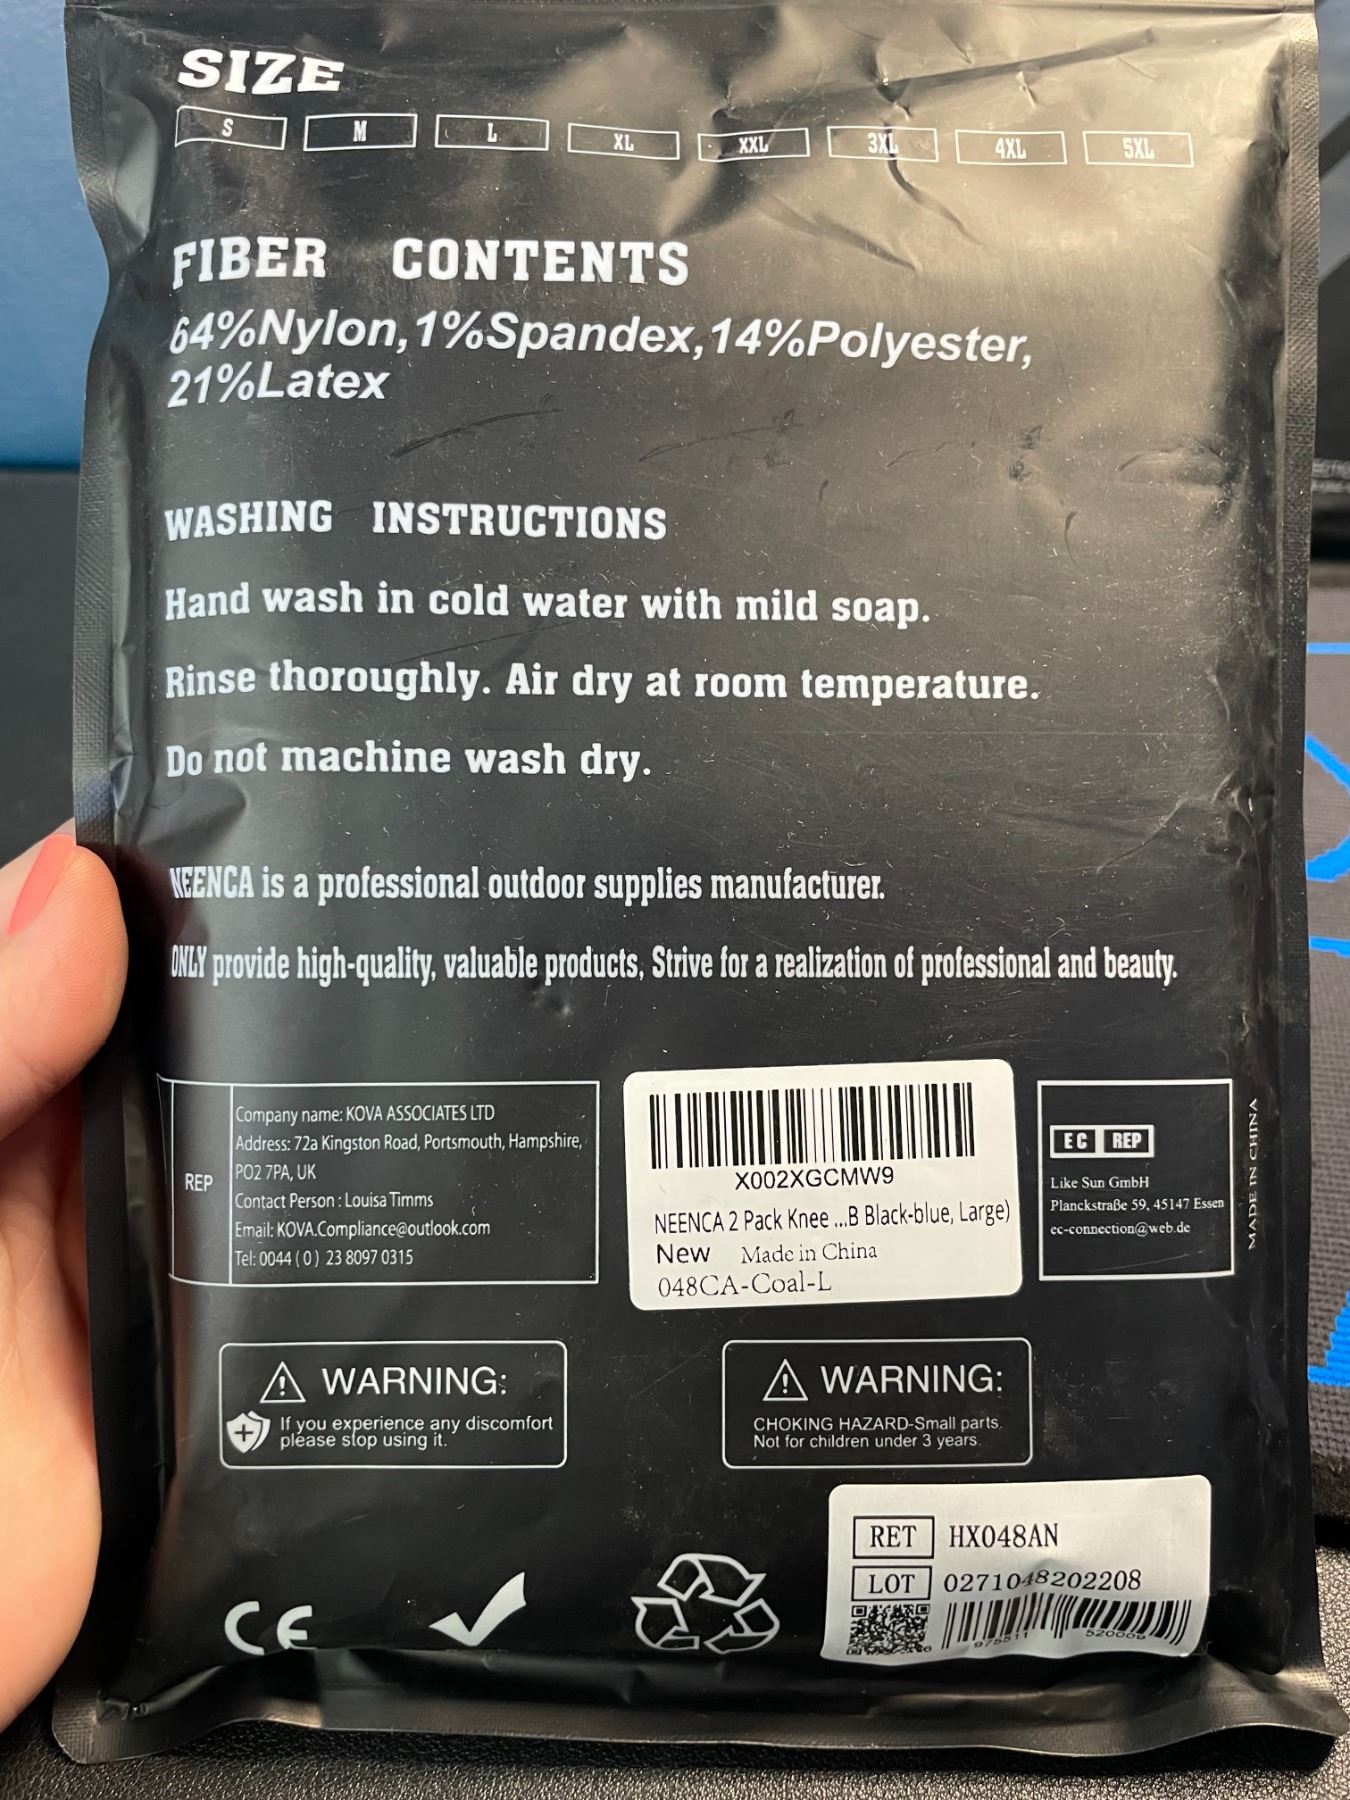 SIZE
S M L XL XXL 3XL 4XL 5XL
FIBER CONTENTS
64%Nylon,1%Spandex,14%Polyester,
21%Latex
WASHING INSTRUCTIONS
Hand wash in cold water with mild soap.
Rinse thoroughly. Air dry at room temperature.
Do not machine wash dry.
NEENCA is a professional outdoor supplies manufacturer.
ONLY provide high-quality, valuable products, Strive for a realization of professional and beauty.
REP
Company name: KOVA ASSOCIATES LTD
Address: 72a Kingston Road, Portsmouth, Hampshire,
PO2 7PA, UK
Contact Person : Louisa Timms
Email: KOVA.Compliance@outlook.com
Tel: 0044 ( 0 ) 23 8097 0315
X002XGCMW9
NEENCA 2 Pack Knee ...B Black-blue, Large)
New Made in China
048CA-Coal-L
EC REP
Like Sun GmbH
Planckstraße 59, 45147 Essen
ec-connection@web.de
MADE IN CHINA
WARNING:
If you experience any discomfort
please stop using it.
WARNING:
CHOKING HAZARD-Small parts.
Not for children under 3 years.
CE
RET HX048AN
LOT 0271048202208
6 975511 520009